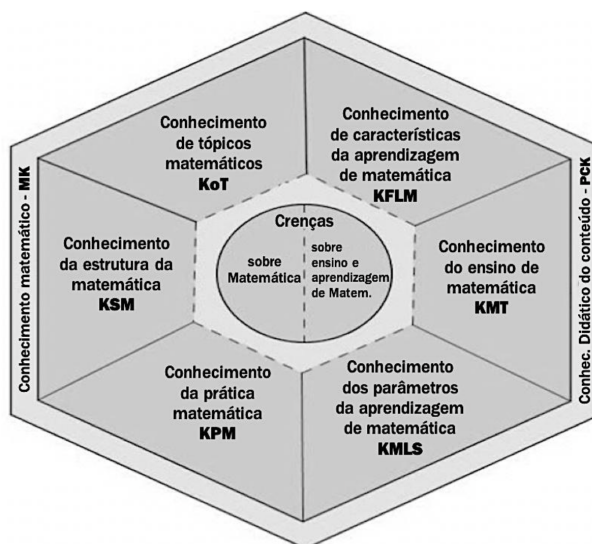 Conhecimento
de tópicos
matemáticos
KoT
Conhecimento
de características
da aprendizagem
de matemática
KFLM
Conhecimento matemático - MK
Conhecimento
da estrutura da
matemática
KSM
Crenças
sobre
Matemática
sobre
ensino e
aprendizagem
de Matem.
Conhecimento
do ensino de
matemática
KMT
Conhec. Didático do conteúdo - PCK
Conhecimento
da prática
matemática
KPM
Conhecimento
dos parâmetros
da aprendizagem
de matemática
KMLS